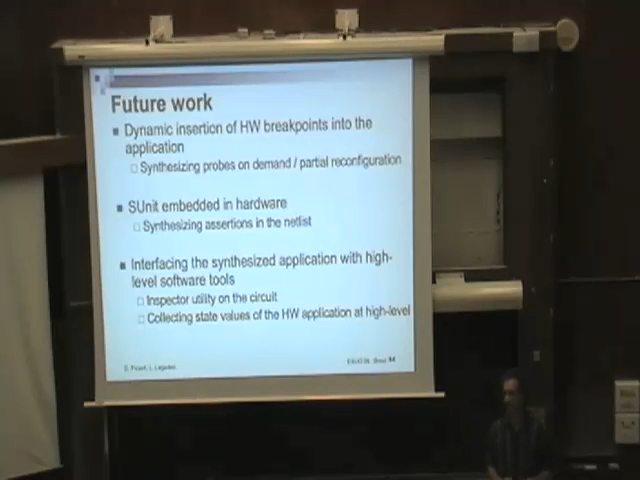 Future work
■ Dynamic insertion of HW breakpoints into the
application
□ Synthesizing probes on demand / partial reconfiguration
■ SUnit embedded in hardware
□ Synthesizing assertions in the netlist
■ Interfacing the synthesized application with high-
level software tools
□ Inspector utility on the circuit
□ Collecting state values of the HW application at high-level